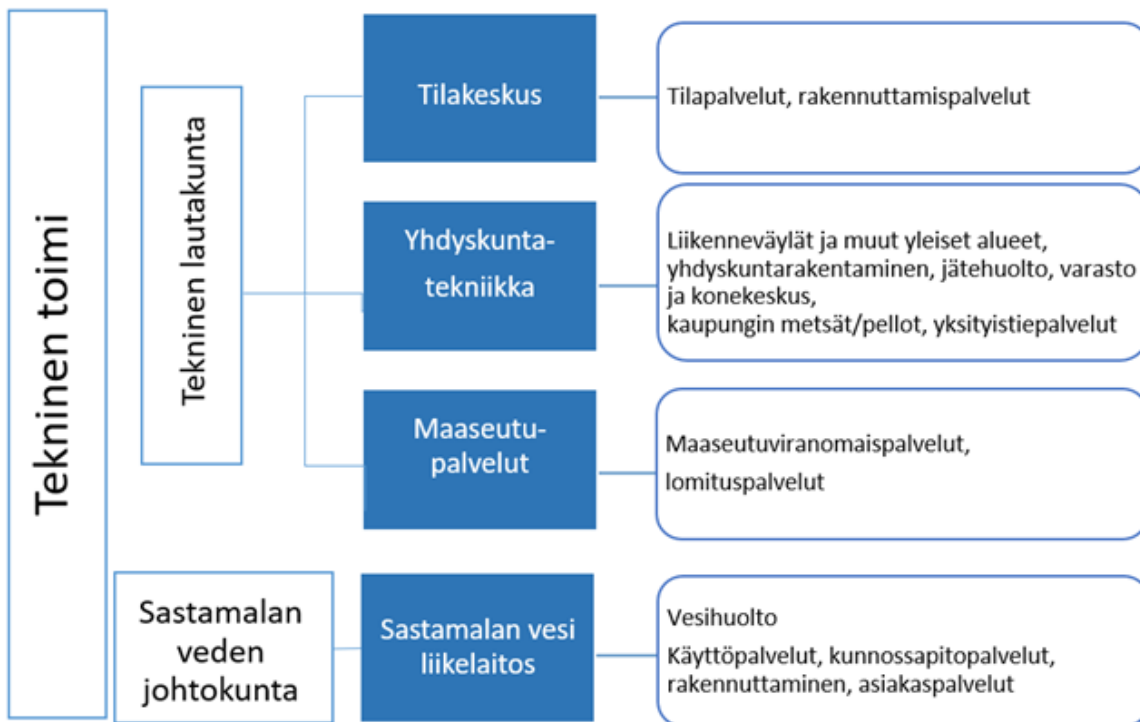 Tekninen toimi
Tekninen lautakunta
Tilakeskus
Tilapalvelut, rakennuttamispalvelut
Yhdyskunta-
tekniikka
Liikenneväylät ja muut yleiset alueet,
yhdyskuntarakentaminen, jätehuolto, varasto
ja konekeskus,
kaupungin metsät/pellot, yksityistiepalvelut
Maaseutu-
palvelut
Maaseutuviranomaispalvelut,
lomituspalvelut
Sastamalan
veden
johtokunta
Sastamalan vesi
liikelaitos
Vesihuolto
Käyttöpalvelut, kunnossapitopalvelut,
rakennuttaminen, asiakaspalvelut